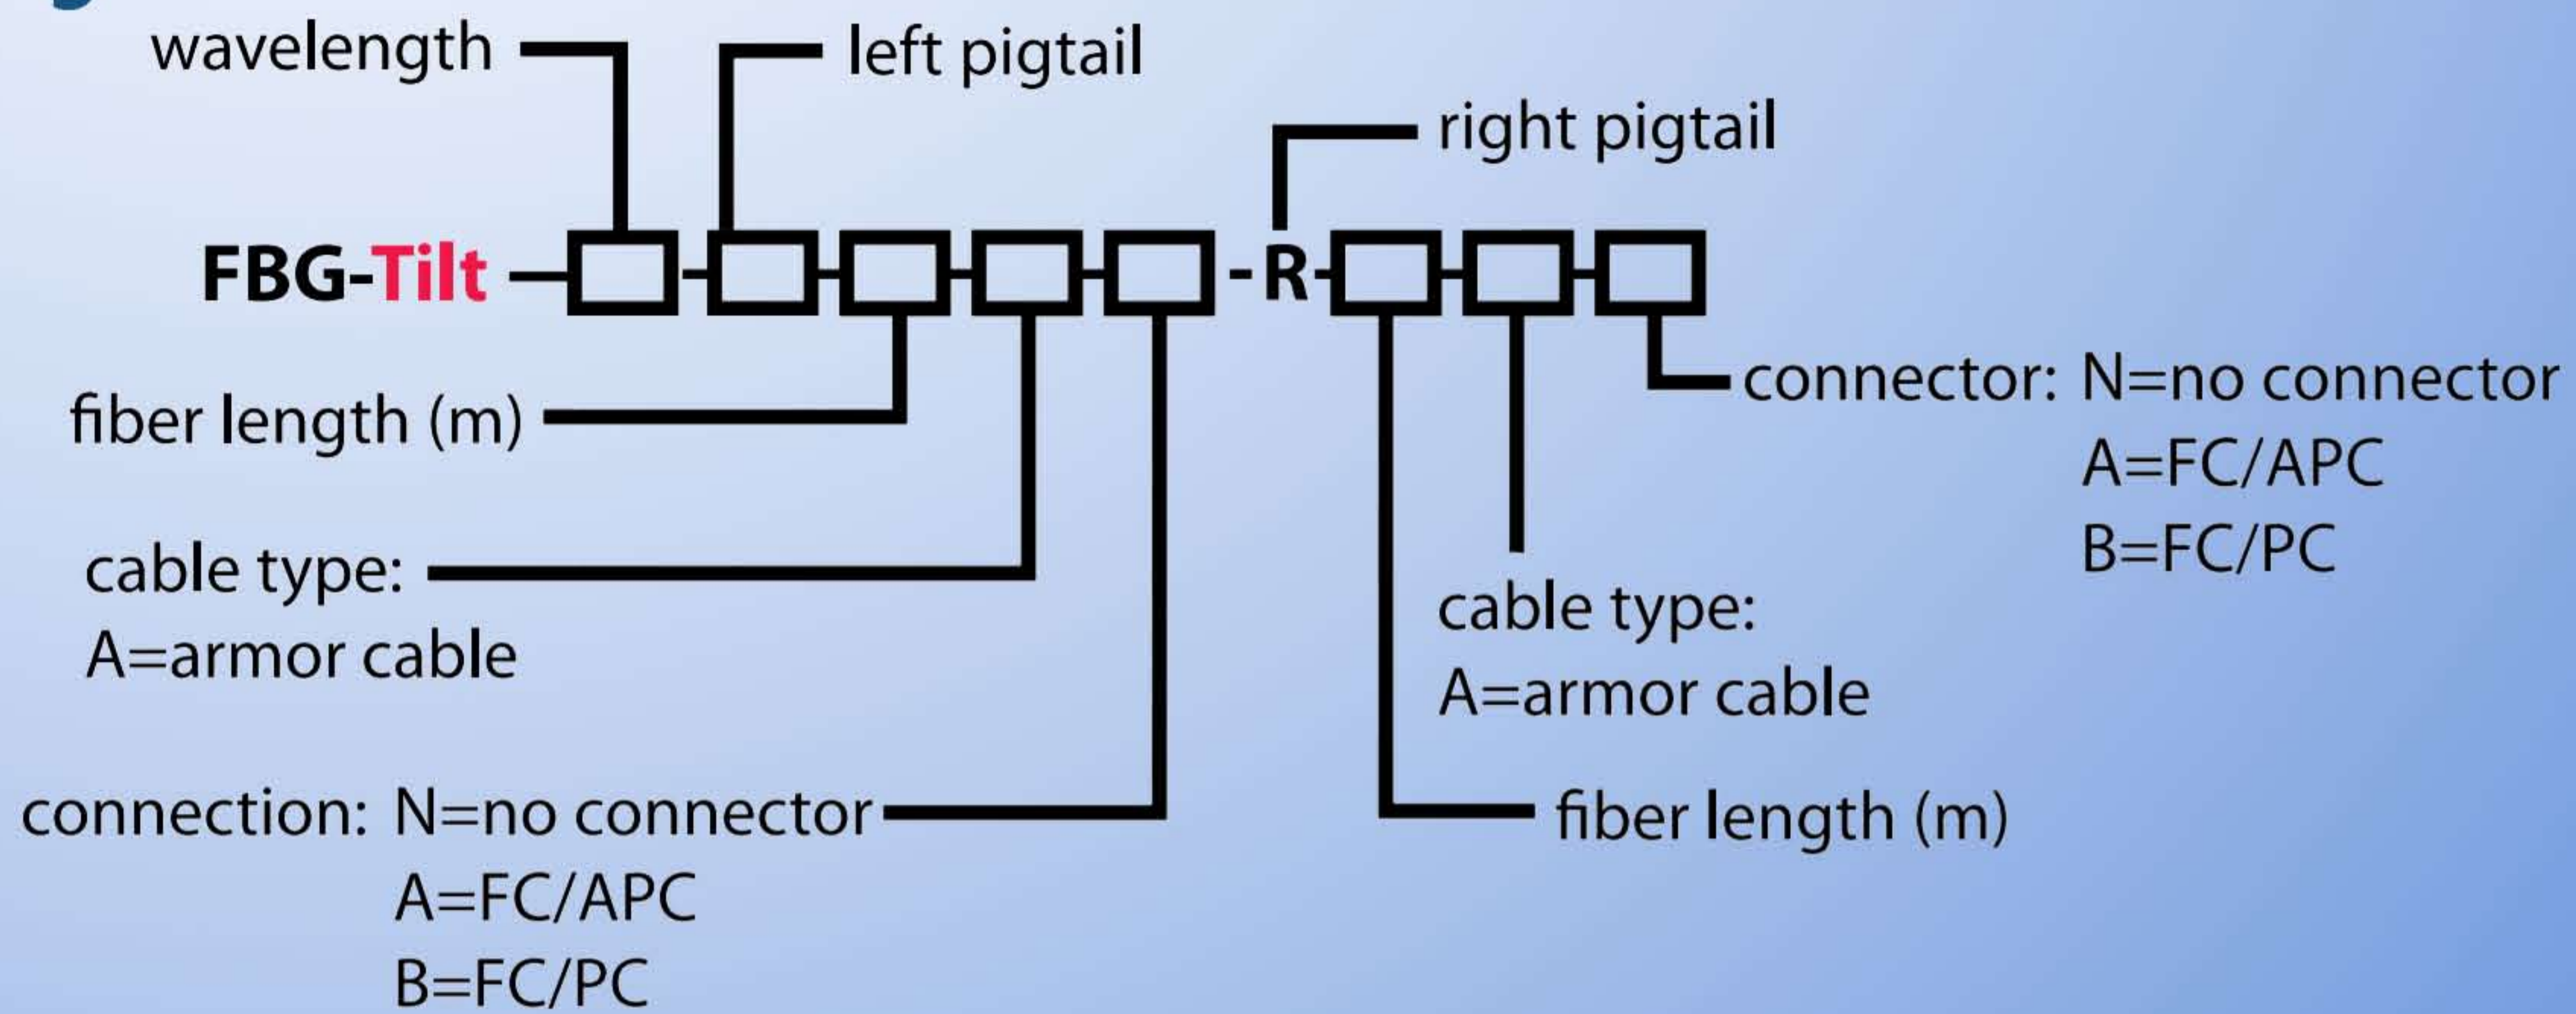 wavelength
left pigtail
right pigtail
FBG-Tilt
-R-
fiber length (m)
connector: N=no connector
A=FC/APC
B=FC/PC
cable type:
A=armor cable
cable type:
A=armor cable
connection: N=no connector
A=FC/APC
B=FC/PC
fiber length (m)